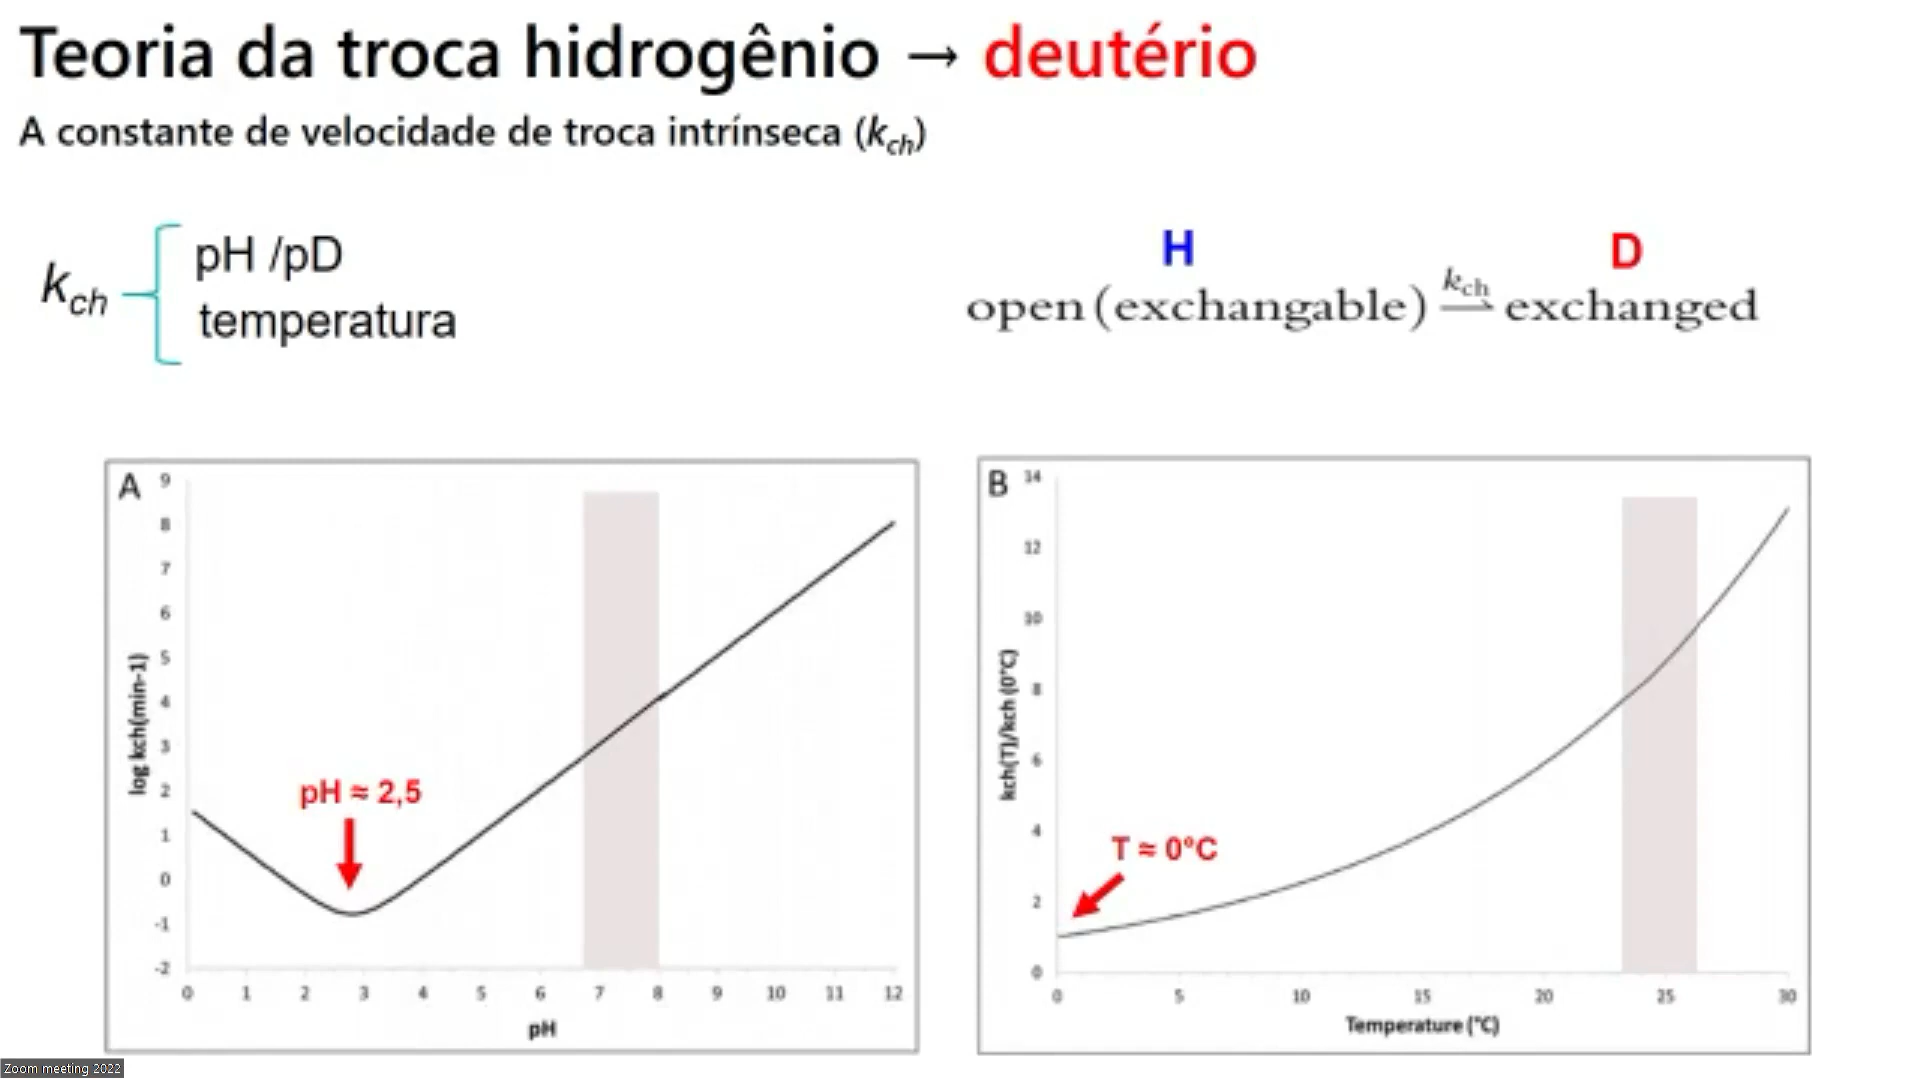 Teoria da troca hidrogênio → deutério
A constante de velocidade de troca intrínseca (kch)
kch
pH /pD
temperatura
H
D
open (exchangable) kch exchanged
A
9
8
7
6
5
4
3
2
1
0
-1
-2
log kch(min-1)
pH ≈ 2,5
0 1 2 3 4 5 6 7 8 9 10 11 12
pH
B
14
12
10
8
6
4
2
0
kch(T)/kch (0°C)
T ≈ 0°C
0 5 10 15 20 25 30
Temperature (°C)
Zoom meeting 2022